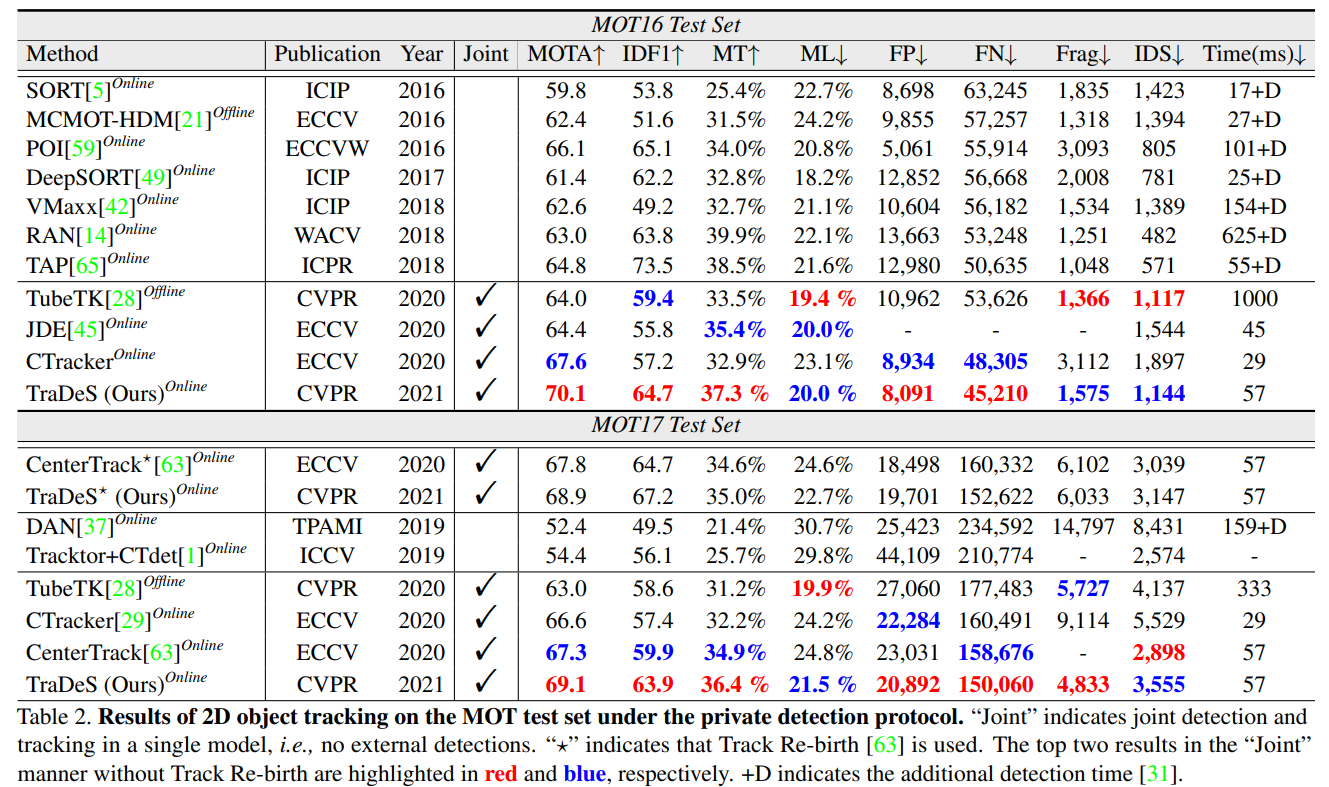 MOT16 Test Set
Method Publication Year Joint MOTA↑ IDF1↑ MT↑ ML↓ FP↓ FN↓ Frag↓ IDS↓ Time(ms)↓
SORT[5]Online ICIP 2016 59.8 53.8 25.4% 22.7% 8,698 63,245 1,835 1,423 17+D
MCMOT-HDM[21]Offline ECCV 2016 62.4 51.6 31.5% 24.2% 9,855 57,257 1,318 1,394 27+D
POI[59]Online ECCVW 2016 66.1 65.1 34.0% 20.8% 5,061 55,914 3,093 805 101+D
DeepSORT[49]Online ICIP 2017 61.4 62.2 32.8% 18.2% 12,852 56,668 2,008 781 25+D
VMaxx[42]Online ICIP 2018 62.6 49.2 32.7% 21.1% 10,604 56,182 1,534 1,389 154+D
RAN[14]Online WACV 2018 63.0 63.8 39.9% 22.1% 13,663 53,248 1,251 482 625+D
TAP[65]Online ICPR 2018 64.8 73.5 38.5% 21.6% 12,980 50,635 1,048 571 55+D
TubeTK[28]Offline CVPR 2020 ✓ 64.0 59.4 33.5% 19.4 % 10,962 53,626 1,366 1,117 1000
JDE[45]Online ECCV 2020 ✓ 64.4 55.8 35.4% 20.0% - - - 1,544 45
CTrackerOnline ECCV 2020 ✓ 67.6 57.2 32.9% 23.1% 8,934 48,305 3,112 1,897 29
TraDeS (Ours)Online CVPR 2021 ✓ 70.1 64.7 37.3 % 20.0 % 8,091 45,210 1,575 1,144 57
MOT17 Test Set
CenterTrack⋆[63]Online ECCV 2020 ✓ 67.8 64.7 34.6% 24.6% 18,498 160,332 6,102 3,039 57
TraDeS⋆ (Ours)Online CVPR 2021 ✓ 68.9 67.2 35.0% 22.7% 19,701 152,622 6,033 3,147 57
DAN[37]Online TPAMI 2019 52.4 49.5 21.4% 30.7% 25,423 234,592 14,797 8,431 159+D
Tracktor+CTdet[1]Online ICCV 2019 54.4 56.1 25.7% 29.8% 44,109 210,774 - 2,574 -
TubeTK[28]Offline CVPR 2020 ✓ 63.0 58.6 31.2% 19.9% 27,060 177,483 5,727 4,137 333
CTracker[29]Online ECCV 2020 ✓ 66.6 57.4 32.2% 24.2% 22,284 160,491 9,114 5,529 29
CenterTrack[63]Online ECCV 2020 ✓ 67.3 59.9 34.9% 24.8% 23,031 158,676 - 2,898 57
TraDeS (Ours)Online CVPR 2021 ✓ 69.1 63.9 36.4 % 21.5 % 20,892 150,060 4,833 3,555 57
Table 2. Results of 2D object tracking on the MOT test set under the private detection protocol. “Joint” indicates joint detection and
tracking in a single model, i.e., no external detections. “⋆” indicates that Track Re-birth [63] is used. The top two results in the “Joint”
manner without Track Re-birth are highlighted in red and blue, respectively. +D indicates the additional detection time [31].